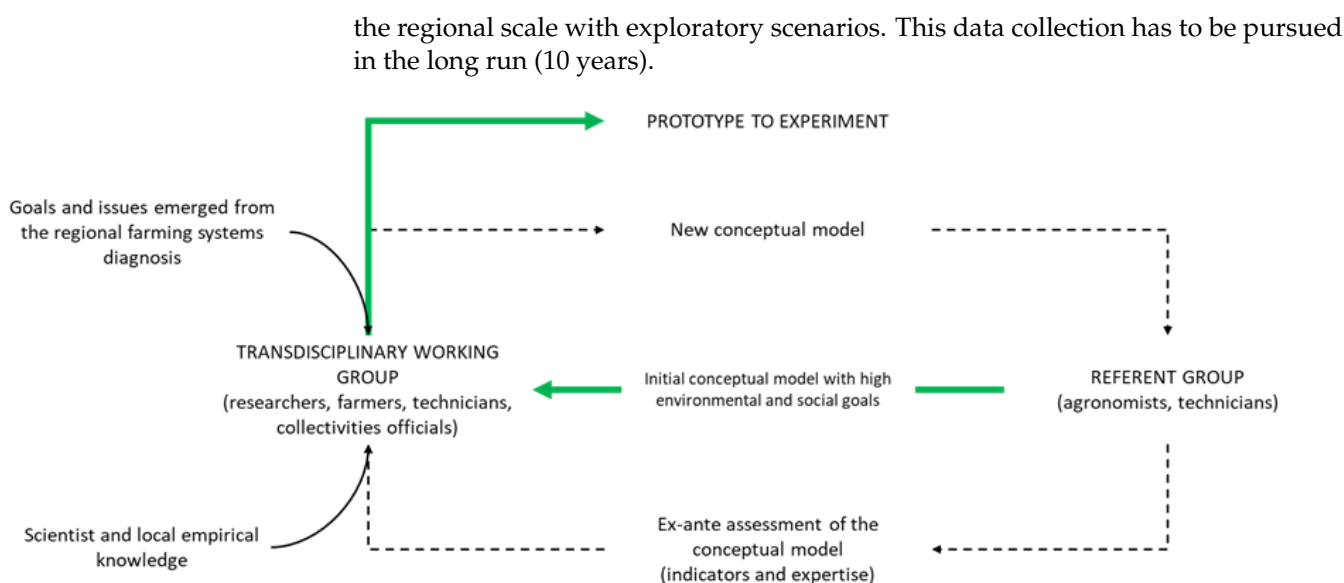 the regional scale with exploratory scenarios. This data collection has to be pursued
in the long run (10 years).
PROTOTYPE TO EXPERIMENT
Goals and issues emerged from
the regional farming systems
diagnosis
New conceptual model
TRANSDISCIPLINARY WORKING
GROUP
(researchers, farmers, technicians,
collectivities officials)
Initial conceptual model with high
environmental and social goals
REFERENT GROUP
(agronomists, technicians)
Scientist and local empirical
knowledge
Ex-ante assessment of the
conceptual model
(indicators and expertise)